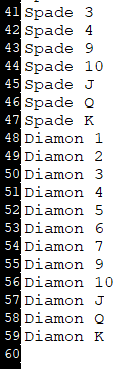 41 Spade 3
42 Spade 4
43 Spade 9
44 Spade 10
45 Spade J
46 Spade Q
47 Spade K
48 Diamon 1
49 Diamon 2
50 Diamon 3
51 Diamon 4
52 Diamon 5
53 Diamon 6
54 Diamon 7
55 Diamon 9
56 Diamon 10
57 Diamon J
58 Diamon Q
59 Diamon K
60